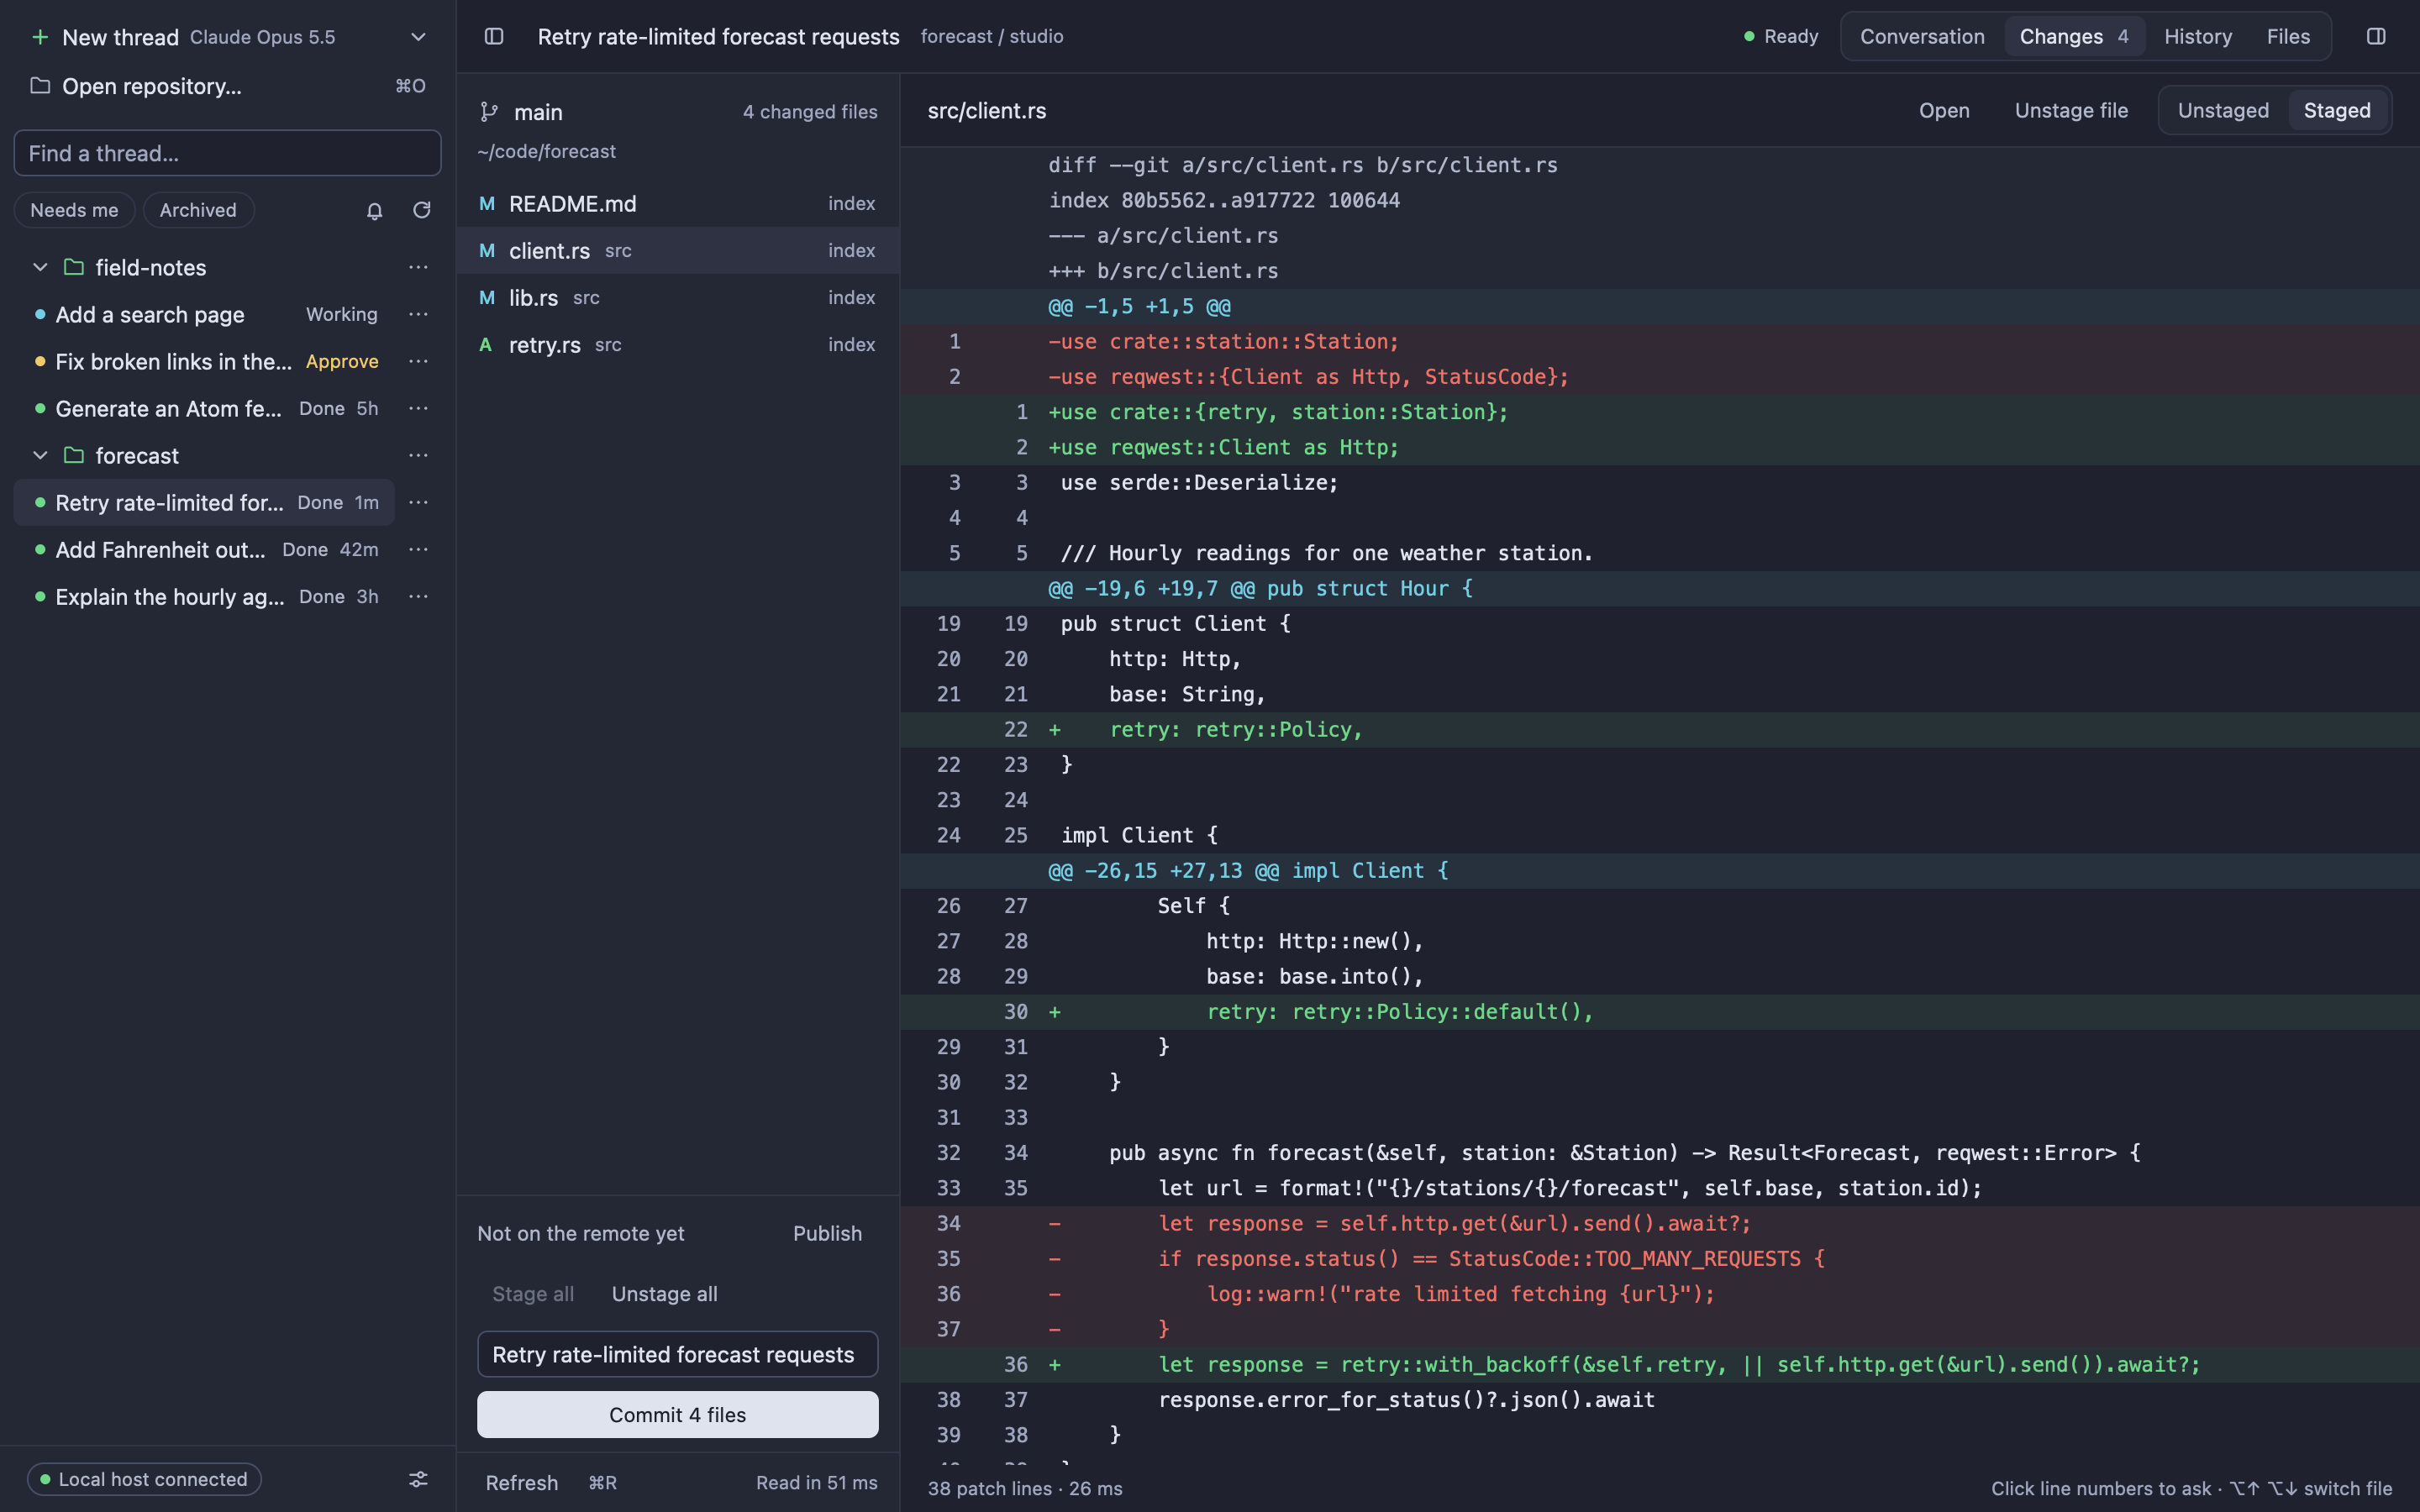 New thread Claude Opus 5.5
Open repository... ⌘O
Find a thread...
Needs me Archived
field-notes
Add a search page Working
Fix broken links in the... Approve
Generate an Atom fe... Done 5h
forecast
Retry rate-limited for... Done 1m
Add Fahrenheit out... Done 42m
Explain the hourly ag... Done 3h
Local host connected
Retry rate-limited forecast requests forecast / studio
Ready Conversation Changes 4 History Files
main 4 changed files
~/code/forecast
M README.md index
M client.rs src index
M lib.rs src index
A retry.rs src index
Not on the remote yet Publish
Stage all Unstage all
Retry rate-limited forecast requests
Commit 4 files
Refresh ⌘R Read in 51 ms
src/client.rs Open Unstage file Unstaged Staged
diff --git a/src/client.rs b/src/client.rs
index 80b5562..a917722 100644
--- a/src/client.rs
+++ b/src/client.rs
@@ -1,5 +1,5 @@
1 -use crate::station::Station;
2 -use reqwest::{Client as Http, StatusCode};
1 +use crate::{retry, station::Station};
2 +use reqwest::Client as Http;
3 3 use serde::Deserialize;
4 4
5 5 /// Hourly readings for one weather station.
@@ -19,6 +19,7 @@ pub struct Hour {
19 19 pub struct Client {
20 20 http: Http,
21 21 base: String,
22 + retry: retry::Policy,
22 23 }
23 24
24 25 impl Client {
@@ -26,15 +27,13 @@ impl Client {
26 27 Self {
27 28 http: Http::new(),
28 29 base: base.into(),
30 + retry: retry::Policy::default(),
29 31 }
30 32 }
31 33
32 34 pub async fn forecast(&self, station: &Station) -> Result<Forecast, reqwest::Error> {
33 35 let url = format!("{}/stations/{}/forecast", self.base, station.id);
34 - let response = self.http.get(&url).send().await?;
35 - if response.status() == StatusCode::TOO_MANY_REQUESTS {
36 - log::warn!("rate limited fetching {url}");
37 - }
36 + let response = retry::with_backoff(&self.retry, || self.http.get(&url).send()).await?;
38 37 response.error_for_status()?.json().await
39 38 }
38 patch lines · 26 ms
Click line numbers to ask · ⌥↑ ⌥↓ switch file